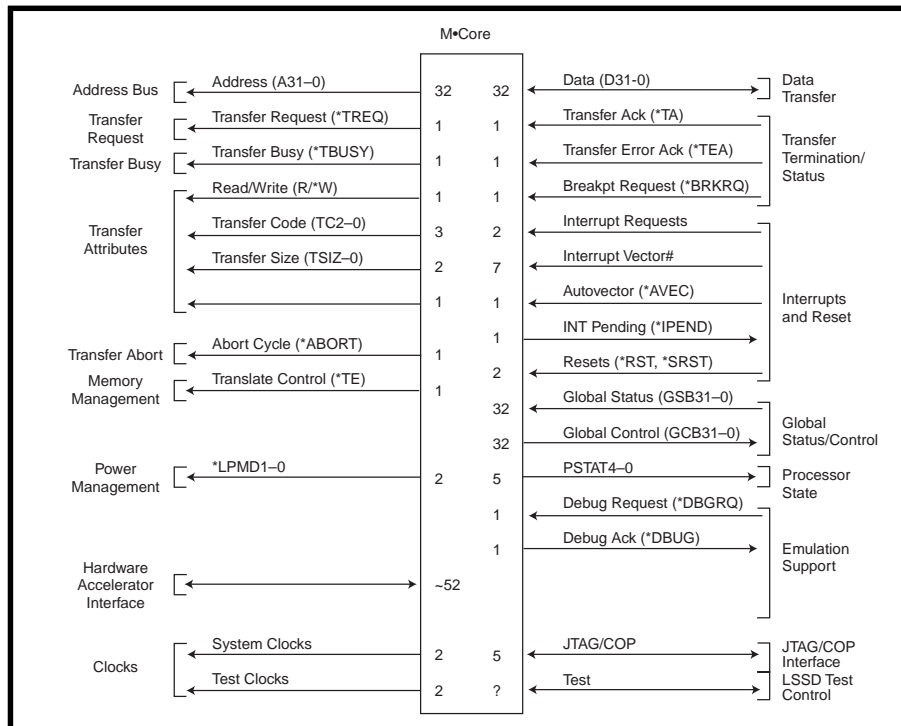 M•Core
Address Bus
Address (A31–0)
32
32
Data (D31-0)
Data
Transfer
Transfer
Request
Transfer Request (*TREQ)
1
1
Transfer Ack (*TA)
Transfer Busy
Transfer Busy (*TBUSY)
1
1
Transfer Error Ack (*TEA)
Transfer
Termination/
Status
Read/Write (R/*W)
1
1
Breakpt Request (*BRKRQ)
Transfer
Attributes
Transfer Code (TC2–0)
3
2
Interrupt Requests
Transfer Size (TSIZ–0)
2
7
Interrupt Vector#
1
1
Autovector (*AVEC)
Interrupts
and Reset
1
INT Pending (*IPEND)
Transfer Abort
Abort Cycle (*ABORT)
1
2
Resets (*RST, *SRST)
Memory
Management
Translate Control (*TE)
1
32
Global Status (GSB31–0)
Global
Status/Control
32
Global Control (GCB31–0)
Power
Management
*LPMD1–0
2
5
PSTAT4–0
Processor
State
1
Debug Request (*DBGRQ)
1
Debug Ack (*DBUG)
Emulation
Support
Hardware
Accelerator
Interface
~52
Clocks
System Clocks
2
5
JTAG/COP
JTAG/COP
Interface
Test Clocks
2
?
Test
LSSD Test
Control